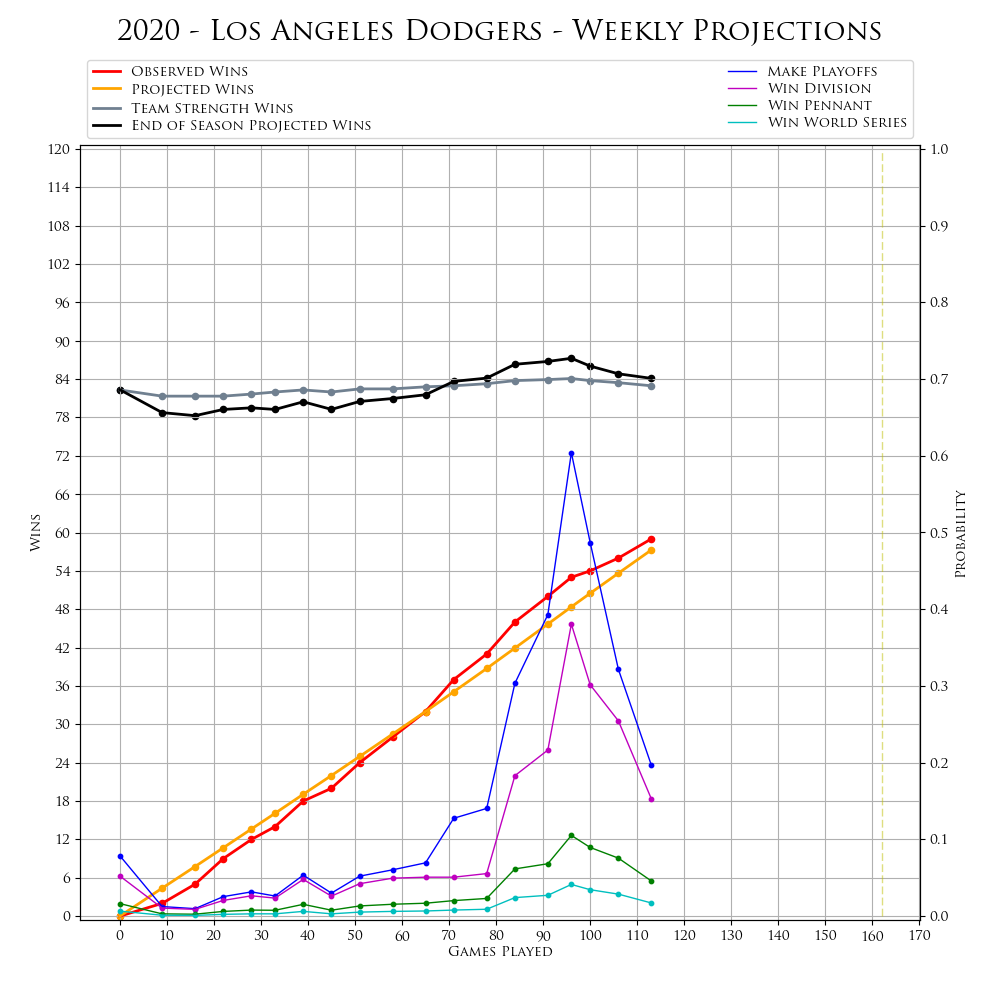 2020 - Los Angeles Dodgers - Weekly Projections
Observed Wins
Projected Wins
Team Strength Wins
End of Season Projected Wins
Make Playoffs
Win Division
Win Pennant
Win World Series
120
114
108
102
96
90
84
78
72
66
60
54
48
42
36
30
24
18
12
6
0
Wins
1.0
0.9
0.8
0.7
0.6
0.5
0.4
0.3
0.2
0.1
0.0
Probability
0 10 20 30 40 50 60 70 80 90 100 110 120 130 140 150 160 170
Games Played